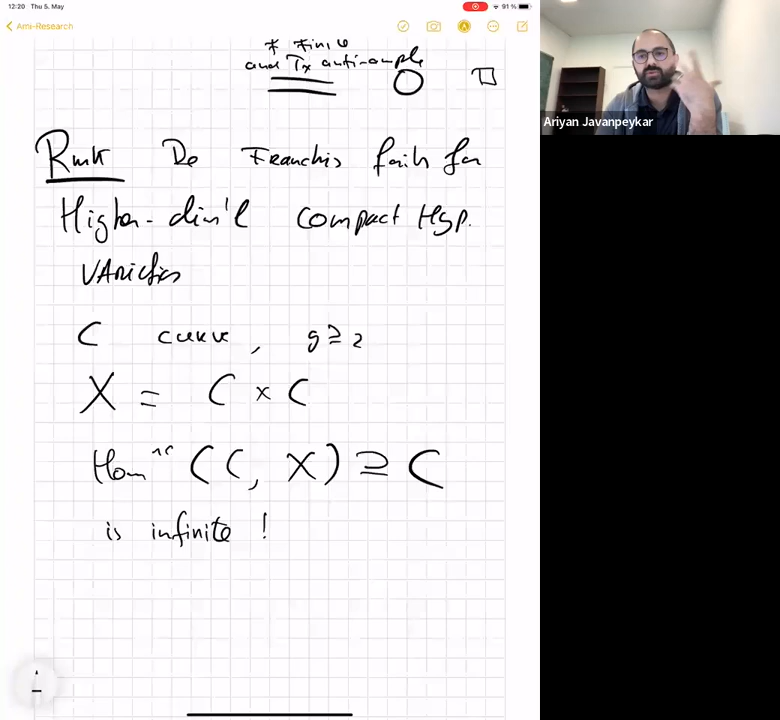 12:20 Thu 5. May
91 %
Ami-Research
f finite
and Tx anti-ample
Ariyan Javanpeykar
Rmk De Franchis fails for
Higher-dim'l compact Hyp.
VArieties
C curve, g ≥ 2
X = C × C
Hom ⁿᶜ (C, X) ⊇ C
is infinite !